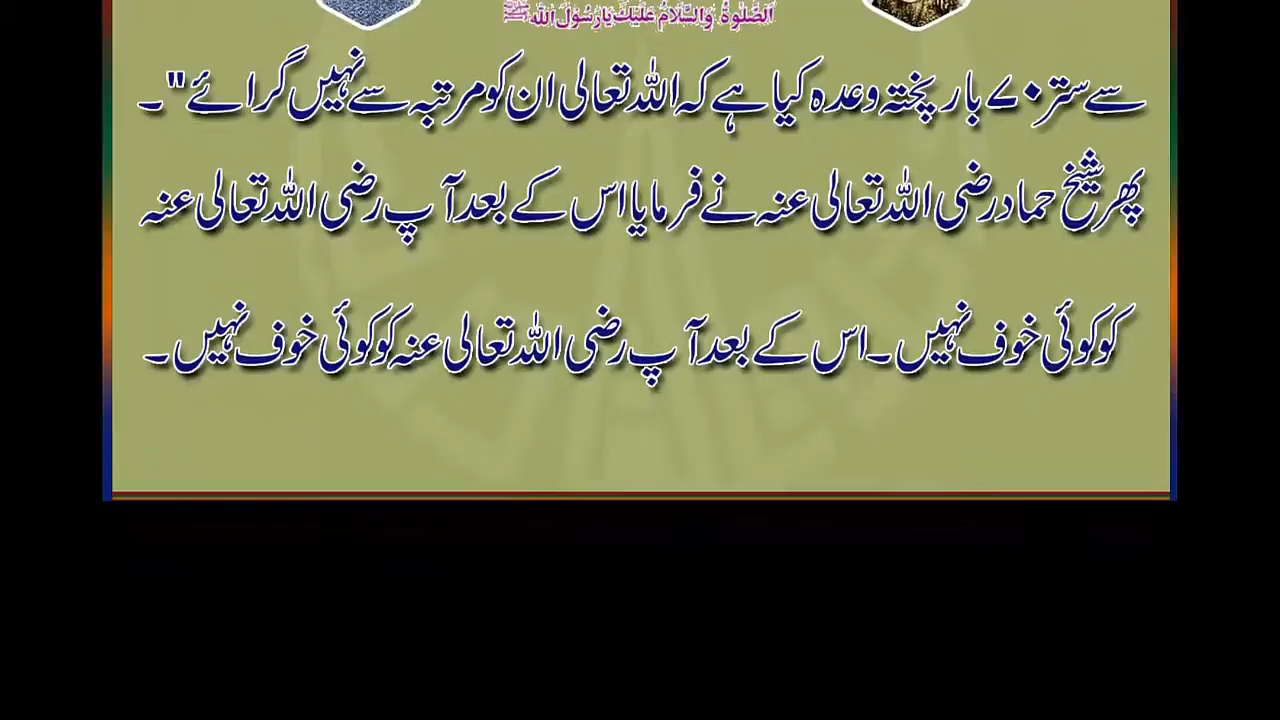 الصلوۃ والسلام علیک یارسول اللہ ﷺ
سے ستر ۷۰ بار پختہ وعدہ کیا ہے کہ اللہ تعالی ان کو مرتبہ سے نہیں گرائے"۔
پھر شیخ حماد رضی اللہ تعالی عنہ نے فرمایا اس کے بعد آپ رضی اللہ تعالی عنہ
کو کوئی خوف نہیں۔ اس کے بعد آپ رضی اللہ تعالی عنہ کو کوئی خوف نہیں۔